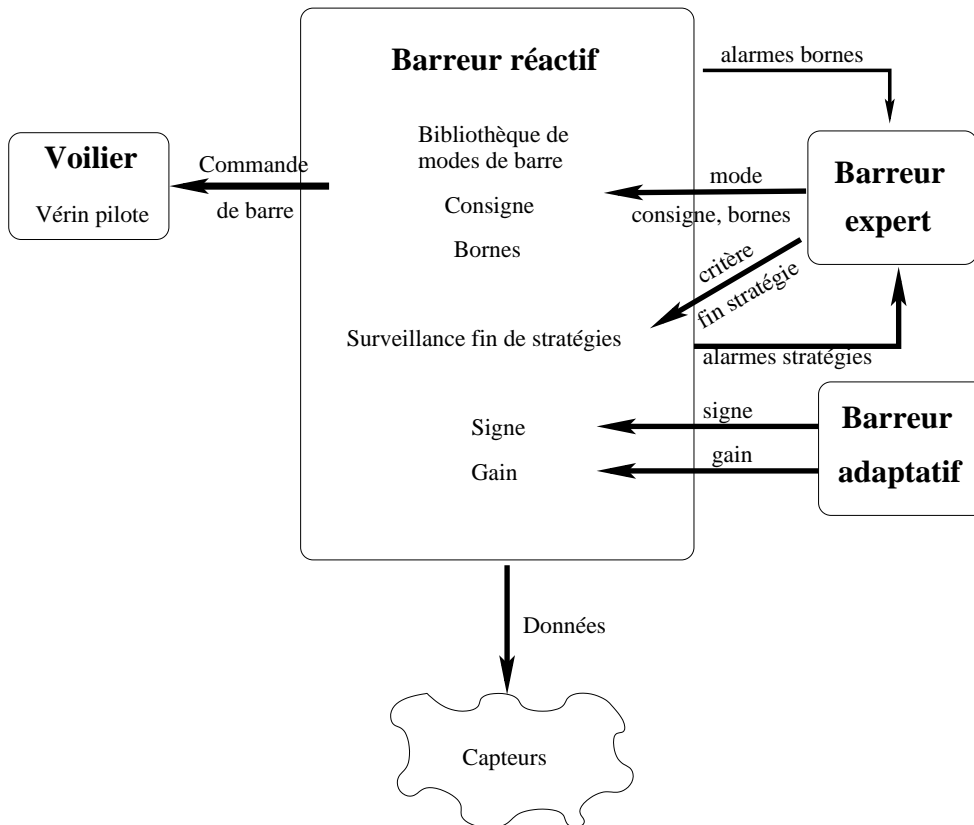 Barreur réactif
alarmes bornes
Bibliothèque de
modes de barre
Voilier
Vérin pilote
Commande
de barre
Consigne
Bornes
mode
consigne, bornes
Barreur
expert
critère
fin stratégie
Surveillance fin de stratégies
alarmes stratégies
Signe
signe
Gain
gain
Barreur
adaptatif
Données
Capteurs